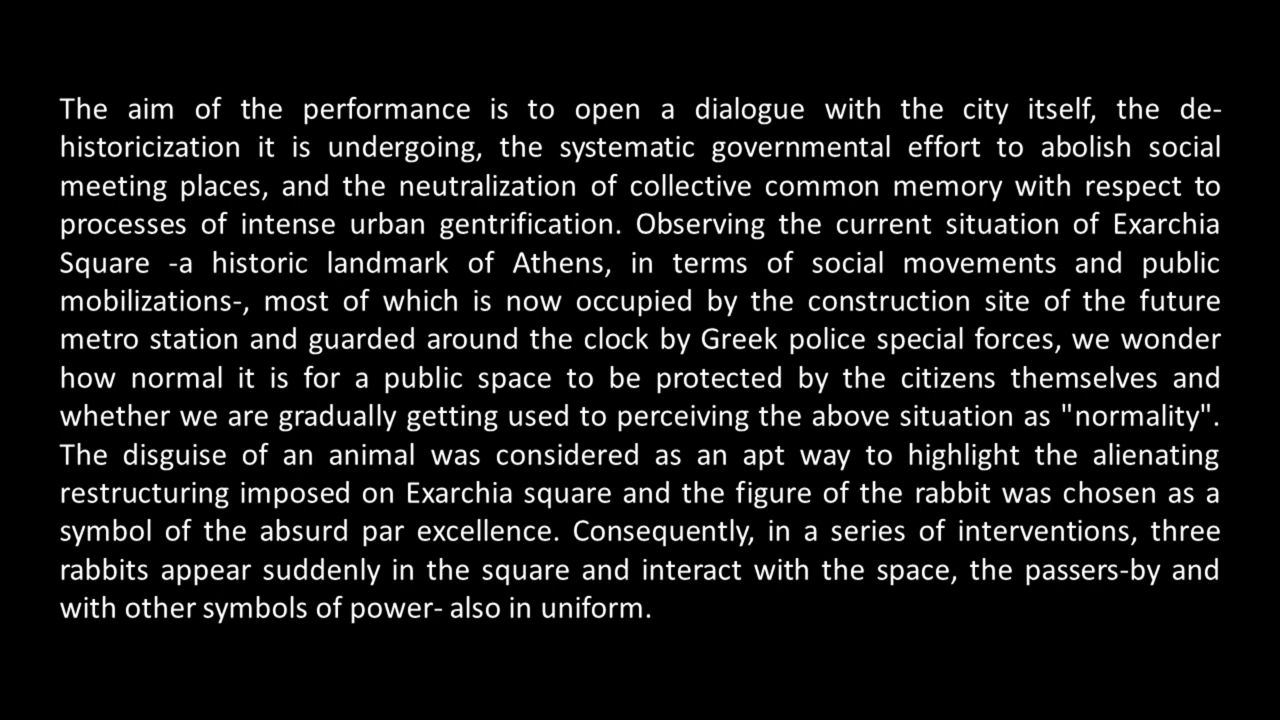 The aim of the performance is to open a dialogue with the city itself, the de-
historicization it is undergoing, the systematic governmental effort to abolish social
meeting places, and the neutralization of collective common memory with respect to
processes of intense urban gentrification. Observing the current situation of Exarchia
Square -a historic landmark of Athens, in terms of social movements and public
mobilizations-, most of which is now occupied by the construction site of the future
metro station and guarded around the clock by Greek police special forces, we wonder
how normal it is for a public space to be protected by the citizens themselves and
whether we are gradually getting used to perceiving the above situation as "normality".
The disguise of an animal was considered as an apt way to highlight the alienating
restructuring imposed on Exarchia square and the figure of the rabbit was chosen as a
symbol of the absurd par excellence. Consequently, in a series of interventions, three
rabbits appear suddenly in the square and interact with the space, the passers-by and
with other symbols of power- also in uniform.